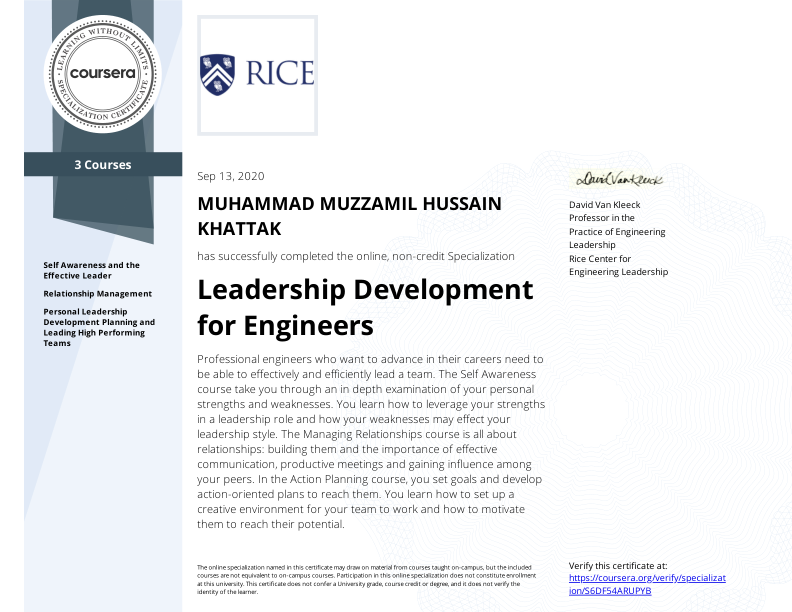 LEARNING WITHOUT LIMITS
coursera
SPECIALIZATION CERTIFICATE
3 Courses
Self Awareness and the
Effective Leader
Relationship Management
Personal Leadership
Development Planning and
Leading High Performing
Teams
RICE
Sep 13, 2020
MUHAMMAD MUZZAMIL HUSSAIN
KHATTAK
has successfully completed the online, non-credit Specialization
Leadership Development
for Engineers
Professional engineers who want to advance in their careers need to
be able to effectively and efficiently lead a team. The Self Awareness
course take you through an in depth examination of your personal
strengths and weaknesses. You learn how to leverage your strengths
in a leadership role and how your weaknesses may effect your
leadership style. The Managing Relationships course is all about
relationships: building them and the importance of effective
communication, productive meetings and gaining influence among
your peers. In the Action Planning course, you set goals and develop
action-oriented plans to reach them. You learn how to set up a
creative environment for your team to work and how to motivate
them to reach their potential.
The online specialization named in this certificate may draw on material from courses taught on-campus, but the included
courses are not equivalent to on-campus courses. Participation in this online specialization does not constitute enrollment
at this university. This certificate does not confer a University grade, course credit or degree, and it does not verify the
identity of the learner.
David Van Kleeck
David Van Kleeck
Professor in the
Practice of Engineering
Leadership
Rice Center for
Engineering Leadership
Verify this certificate at:
https://coursera.org/verify/specializat
ion/S6DF54ARUPYB